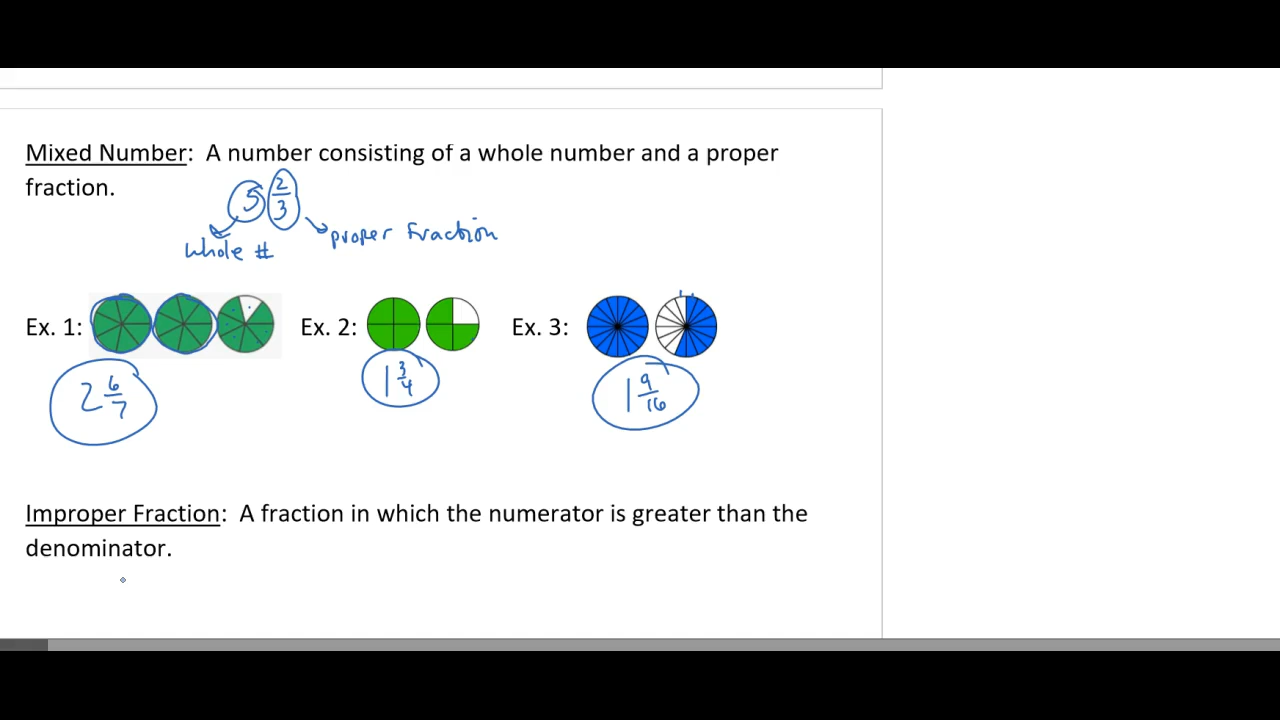 Mixed Number: A number consisting of a whole number and a proper
fraction.
5 2/3
whole #
proper fraction
Ex. 1: Ex. 2: Ex. 3:
2 6/7
1 3/4
1 9/16
Improper Fraction: A fraction in which the numerator is greater than the
denominator.